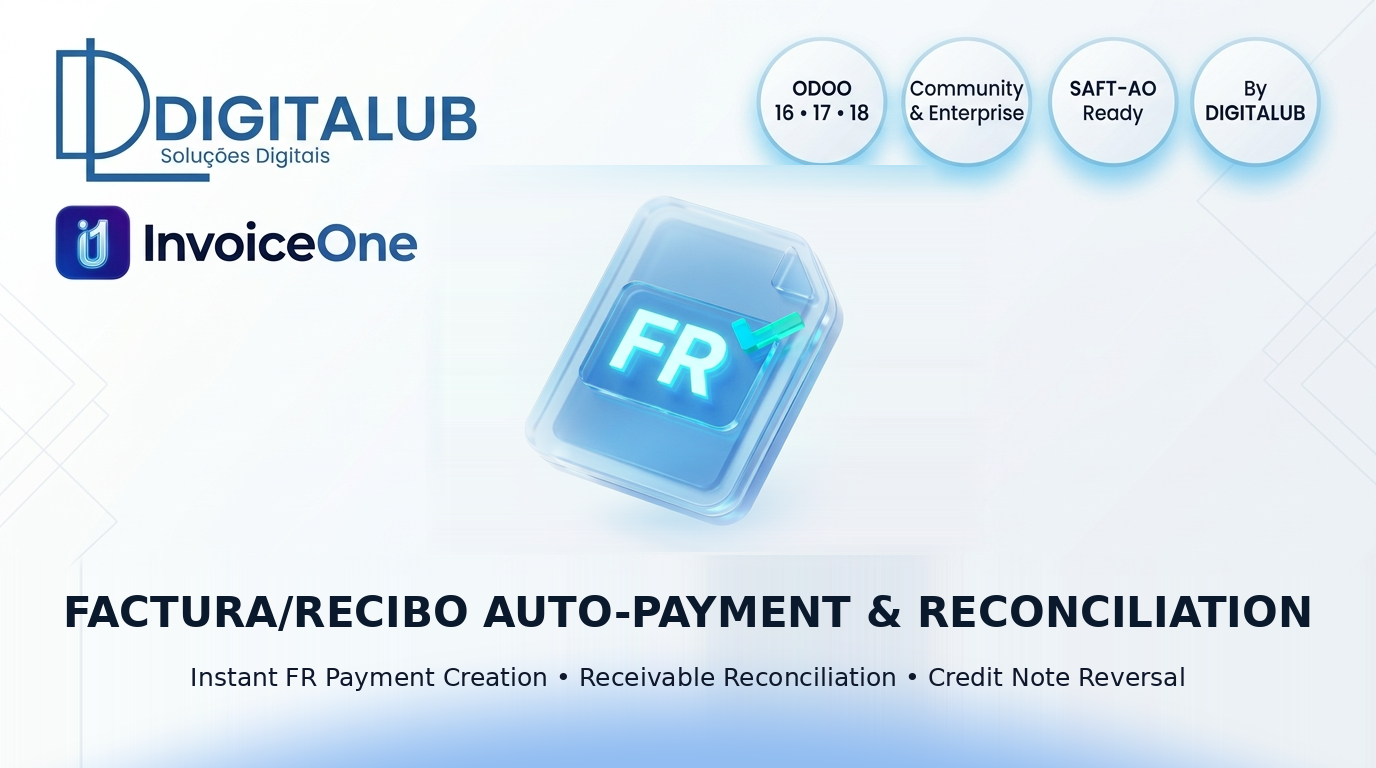 DIGITALUB
Soluções Digitais
InvoiceOne
ODOO
16 • 17 • 18
Community
& Enterprise
SAFT-AO
Ready
By
DIGITALUB
FR
FACTURA/RECIBO AUTO-PAYMENT & RECONCILIATION
Instant FR Payment Creation • Receivable Reconciliation • Credit Note Reversal